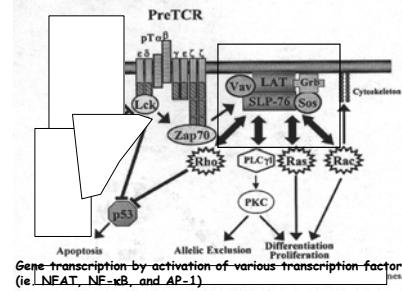 PreTCR
pTα β
ε δ γ ε ζ ζ
Vav LAT Grb
Lck SLP-76 Sos Cytoskeleton
Zap70
Rho PLCγI Ras Rac
p53 PKC
Apoptosis Allelic Exclusion Differentiation
Proliferation
Gene transcription by activation of various transcription factor
(ie. NFAT, NF-κB, and AP-1)